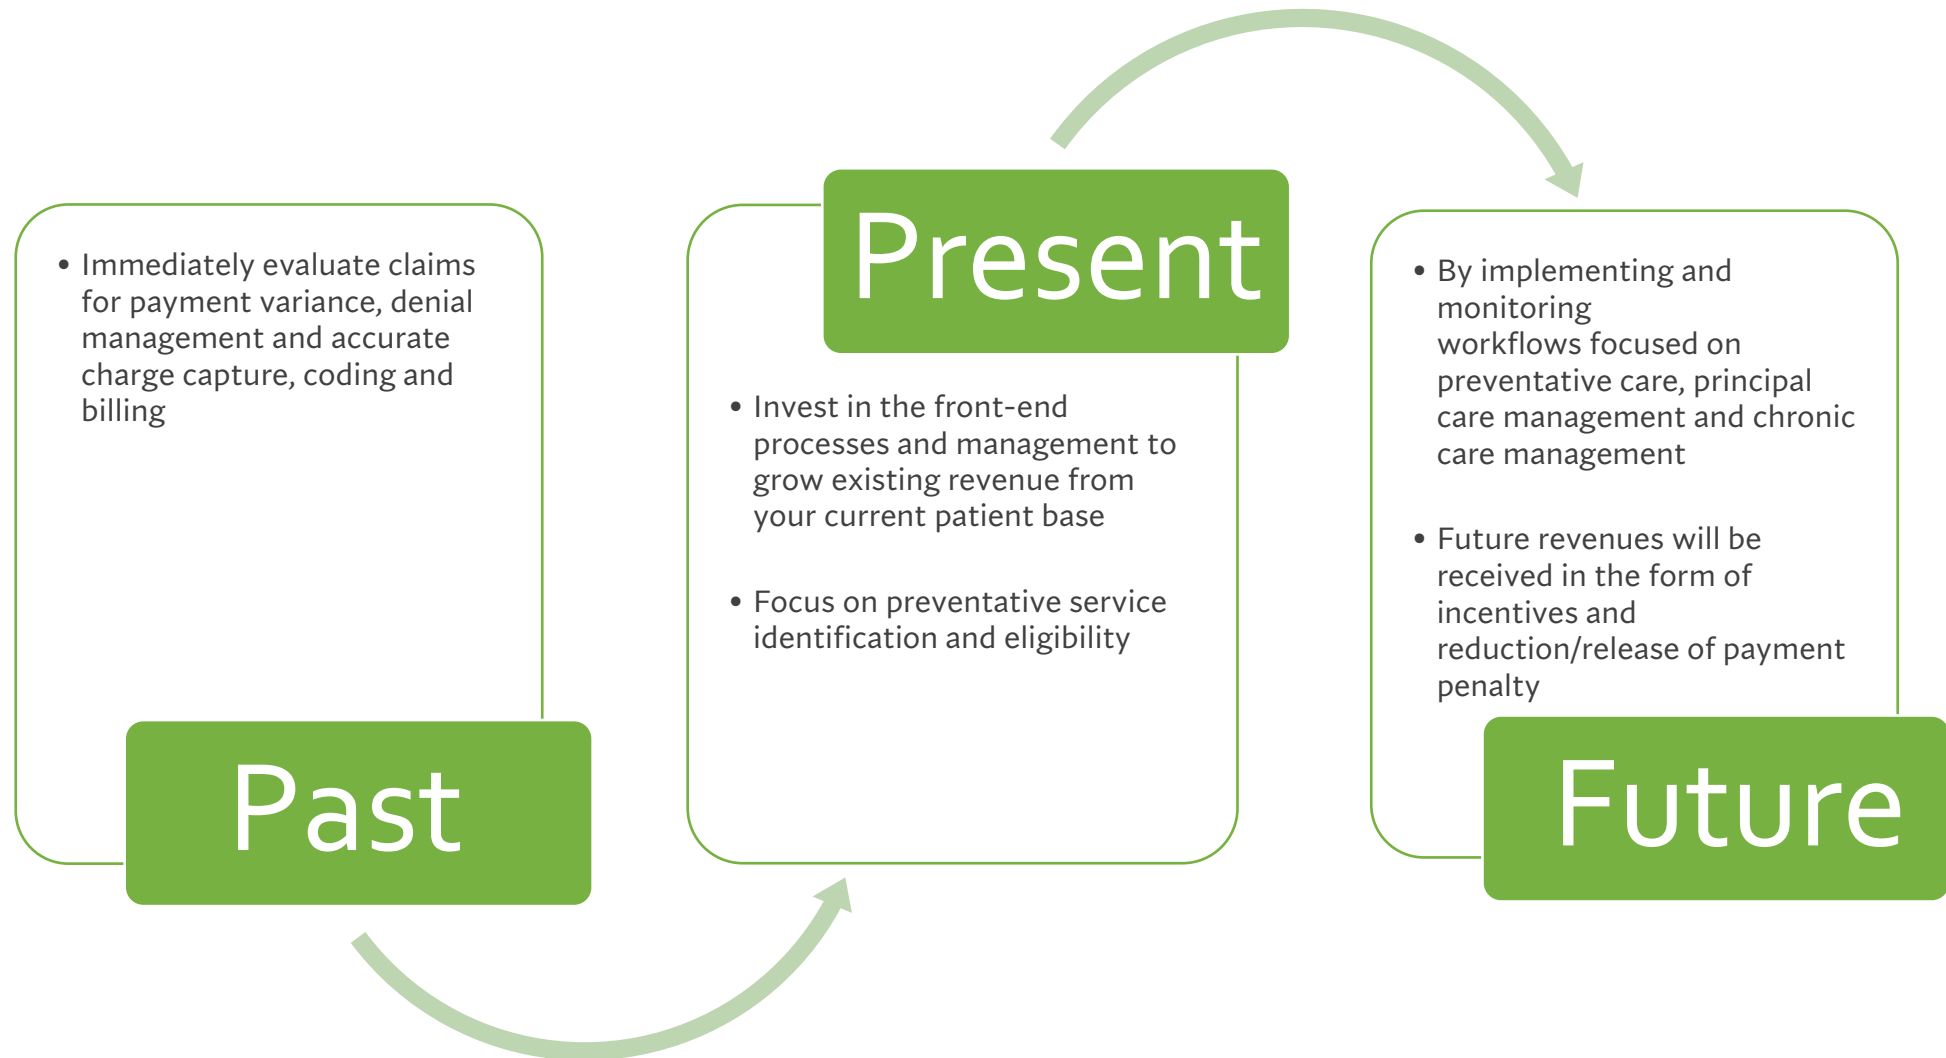 • Immediately evaluate claims
for payment variance, denial
management and accurate
charge capture, coding and
billing
Past
Present
• Invest in the front-end
processes and management to
grow existing revenue from
your current patient base
• Focus on preventative service
identification and eligibility
• By implementing and
monitoring
workflows focused on
preventative care, principal
care management and chronic
care management
• Future revenues will be
received in the form of
incentives and
reduction/release of payment
penalty
Future